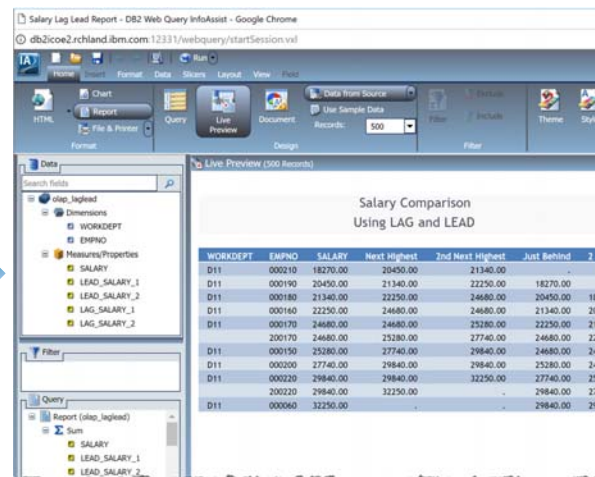 Salary Lag Lead Report - DB2 Web Query InfoAssist - Google Chrome
db2icoe2.rchland.ibm.com:12331/webquery/startSession.vxl
IA Run
Home Insert Format Data Slicers Layout View Field
HTML
Chart
Report
File & Printer
Format
Query
Live Preview
Document
Data from Source
Use Sample Data
Records: 500
Design
Filter
Exclude
Include
Filter
Theme
Data
Search fields
olap_laglead
Dimensions
WORKDEPT
EMPNO
Measures/Properties
SALARY
LEAD_SALARY_1
LEAD_SALARY_2
LAG_SALARY_1
LAG_SALARY_2
Filter
Query
Report (olap_laglead)
Sum
SALARY
LEAD_SALARY_1
LEAD_SALARY_2
Live Preview (500 Records)
Salary Comparison
Using LAG and LEAD
WORKDEPT EMPNO SALARY Next Highest 2nd Next Highest Just Behind 2
D11 000210 18270.00 20450.00 21340.00 .
D11 000190 20450.00 21340.00 22250.00 18270.00
D11 000180 21340.00 22250.00 24680.00 20450.00
D11 000160 22250.00 24680.00 24680.00 21340.00
D11 000170 24680.00 24680.00 25280.00 22250.00
200170 24680.00 25280.00 27740.00 24680.00
D11 000150 25280.00 27740.00 29840.00 24680.00
D11 000200 27740.00 29840.00 29840.00 25280.00
D11 000220 29840.00 29840.00 32250.00 27740.00
200220 29840.00 32250.00 . 29840.00
D11 000060 32250.00 . . 29840.00